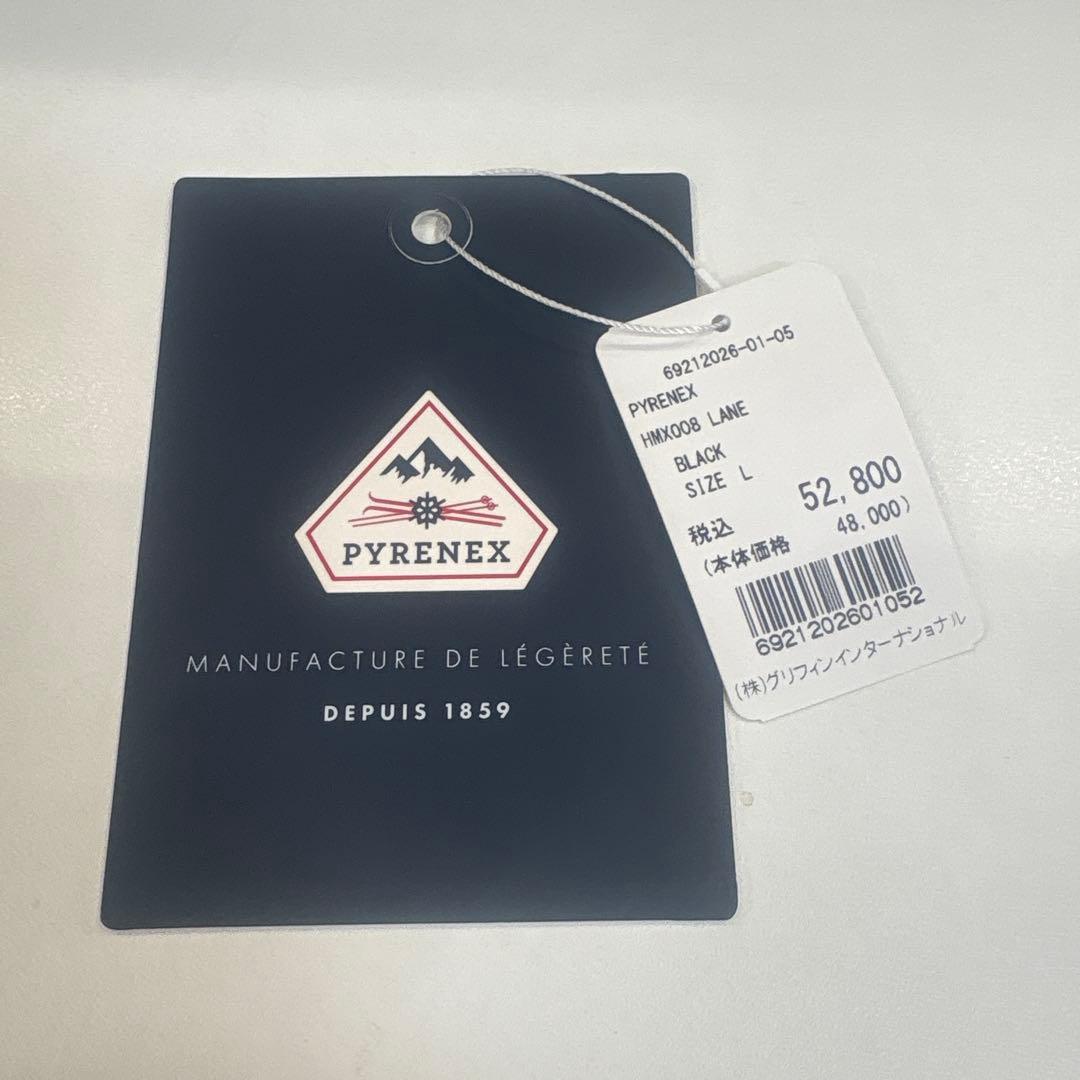 PYRENEX
MANUFACTURE DE LÉGÈRETÉ
DEPUIS 1859
69212026-01-05
PYRENEX
HMX008 LANE
BLACK
SIZE L
税込 52,800
(本体価格 48,000)
6921202601052
(株)グリフィンインターナショナル